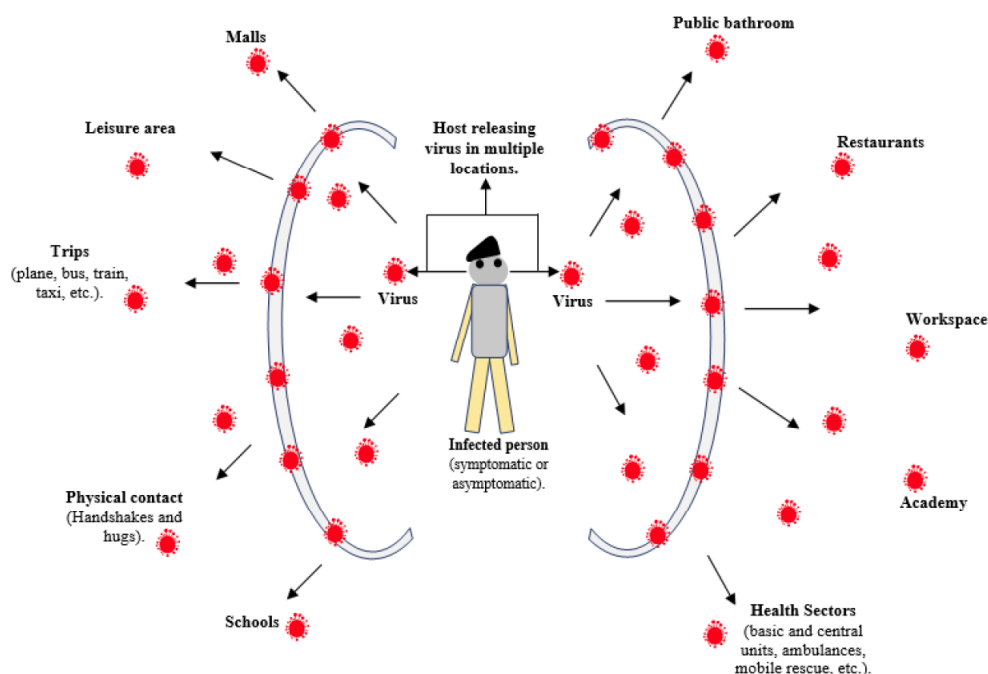 Public bathroom
Malls
Host releasing
virus in multiple
locations.
Leisure area
Restaurants
Trips
(plane, bus, train,
taxi, etc.).
Virus
Virus
Workspace
Infected person
(symptomatic or
asymptomatic).
Physical contact
(Handshakes and
hugs).
Academy
Schools
Health Sectors
(basic and central
units, ambulances,
mobile rescue, etc.).